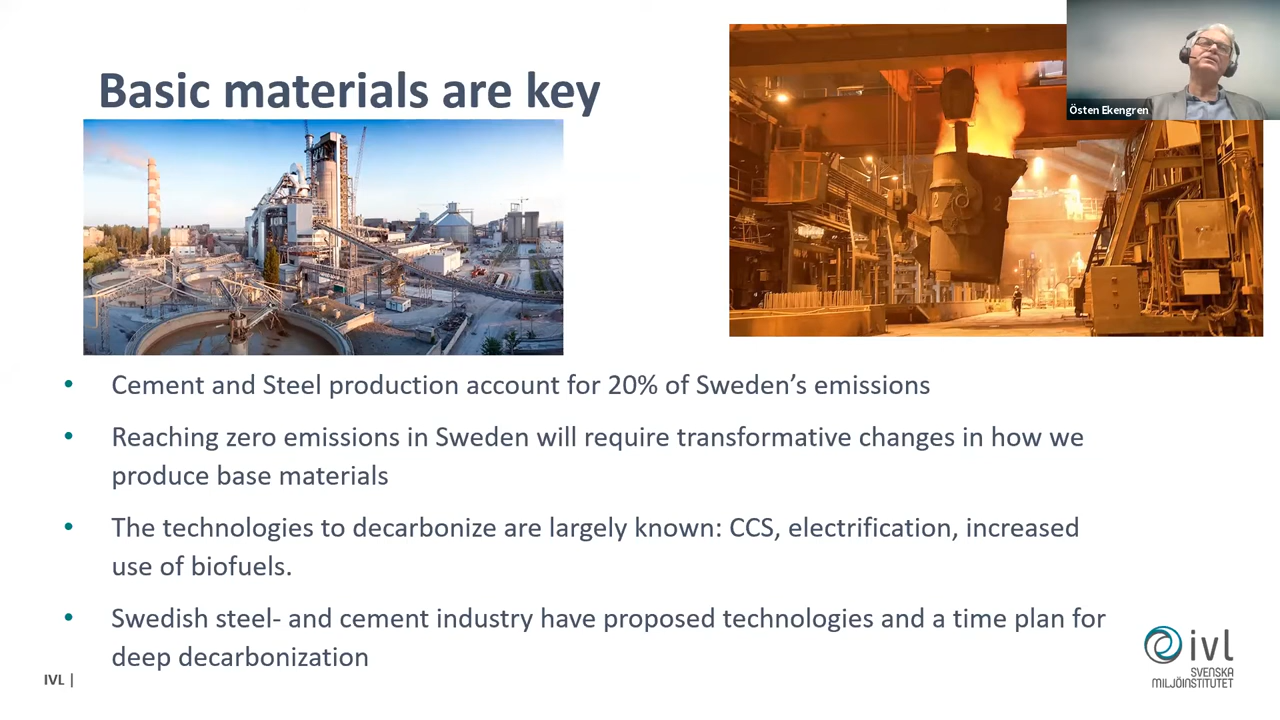 Basic materials are key
Östen Ekengren
• Cement and Steel production account for 20% of Sweden’s emissions
• Reaching zero emissions in Sweden will require transformative changes in how we
produce base materials
• The technologies to decarbonize are largely known: CCS, electrification, increased
use of biofuels.
• Swedish steel- and cement industry have proposed technologies and a time plan for
deep decarbonization
IVL |
ivl
SVENSKA
MILJÖINSTITUTET